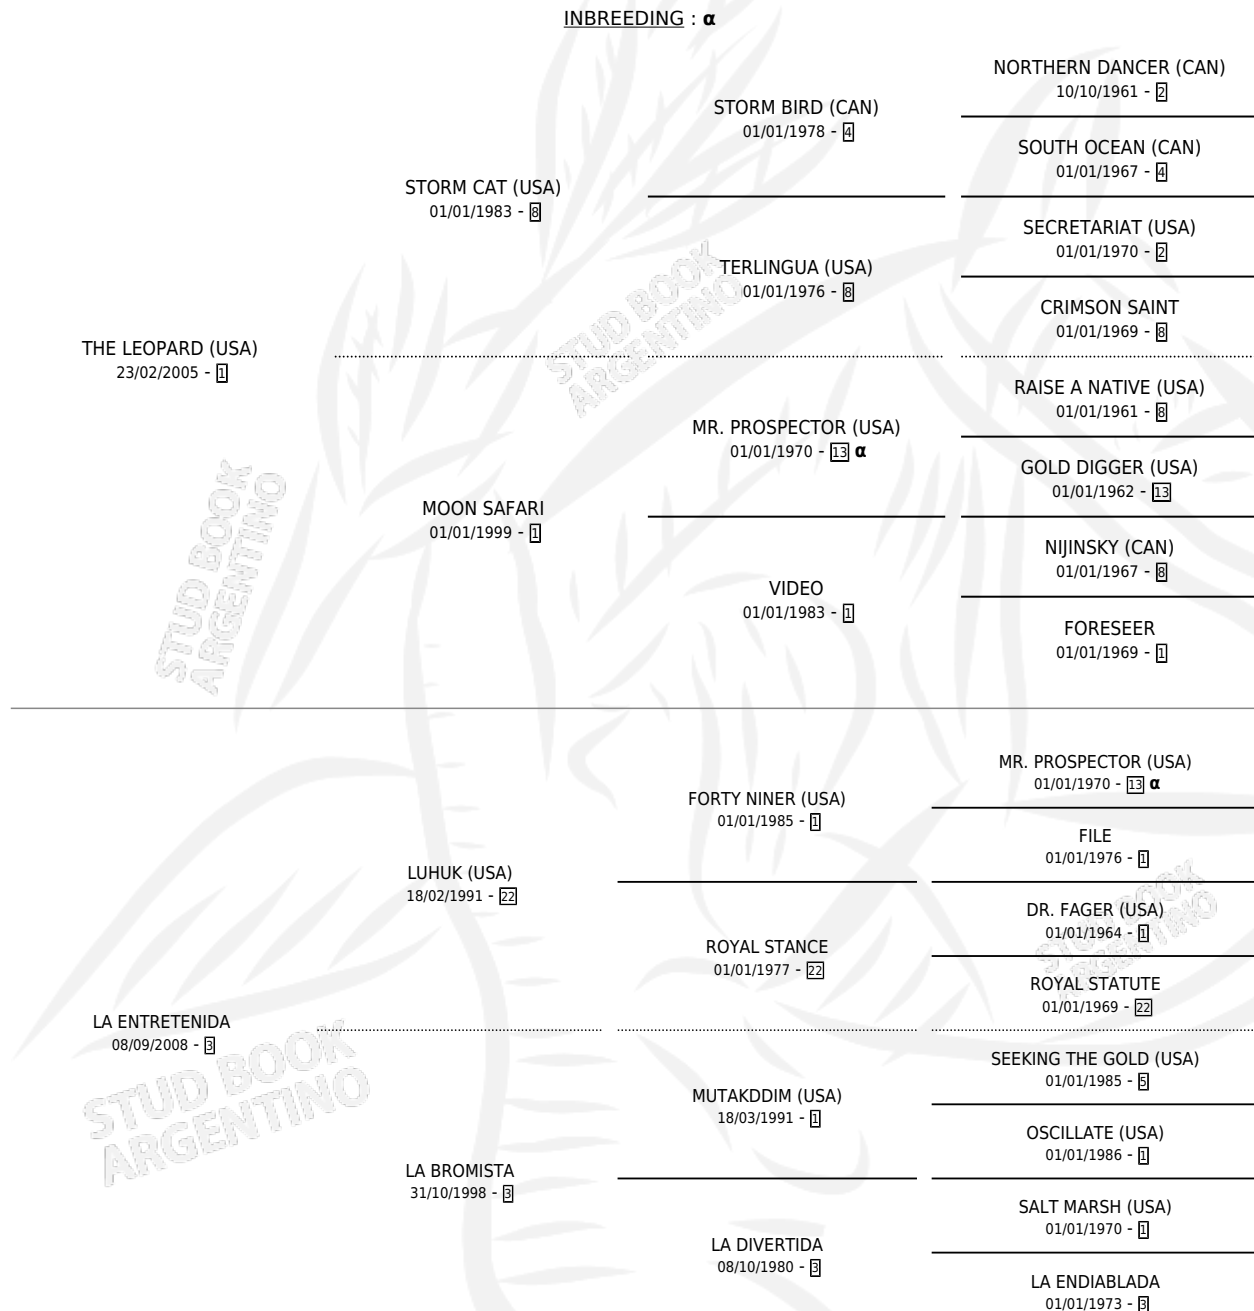 INBREEDING : α
NORTHERN DANCER (CAN)
10/10/1961 - 2
STORM BIRD (CAN)
01/01/1978 - 4
SOUTH OCEAN (CAN)
01/01/1967 - 4
STORM CAT (USA)
01/01/1983 - 8
SECRETARIAT (USA)
01/01/1970 - 2
TERLINGUA (USA)
01/01/1976 - 8
CRIMSON SAINT
01/01/1969 - 8
THE LEOPARD (USA)
23/02/2005 - 1
RAISE A NATIVE (USA)
01/01/1961 - 8
MR. PROSPECTOR (USA)
01/01/1970 - 13 α
GOLD DIGGER (USA)
01/01/1962 - 13
MOON SAFARI
01/01/1999 - 1
NIJINSKY (CAN)
01/01/1967 - 8
VIDEO
01/01/1983 - 1
FORESEER
01/01/1969 - 1
MR. PROSPECTOR (USA)
01/01/1970 - 13 α
FORTY NINER (USA)
01/01/1985 - 1
FILE
01/01/1976 - 1
LUHUK (USA)
18/02/1991 - 22
DR. FAGER (USA)
01/01/1964 - 1
ROYAL STANCE
01/01/1977 - 22
ROYAL STATUTE
01/01/1969 - 22
LA ENTRETENIDA
08/09/2008 - 3
SEEKING THE GOLD (USA)
01/01/1985 - 5
MUTAKDDIM (USA)
18/03/1991 - 1
OSCILLATE (USA)
01/01/1986 - 1
LA BROMISTA
31/10/1998 - 3
SALT MARSH (USA)
01/01/1970 - 1
LA DIVERTIDA
08/10/1980 - 3
LA ENDIABLADA
01/01/1973 - 3
STUD BOOK
ARGENTINO
STUD BOOK
ARGENTINO
STUD BOOK
ARGENTINO
STUD BOOK
ARGENTINO